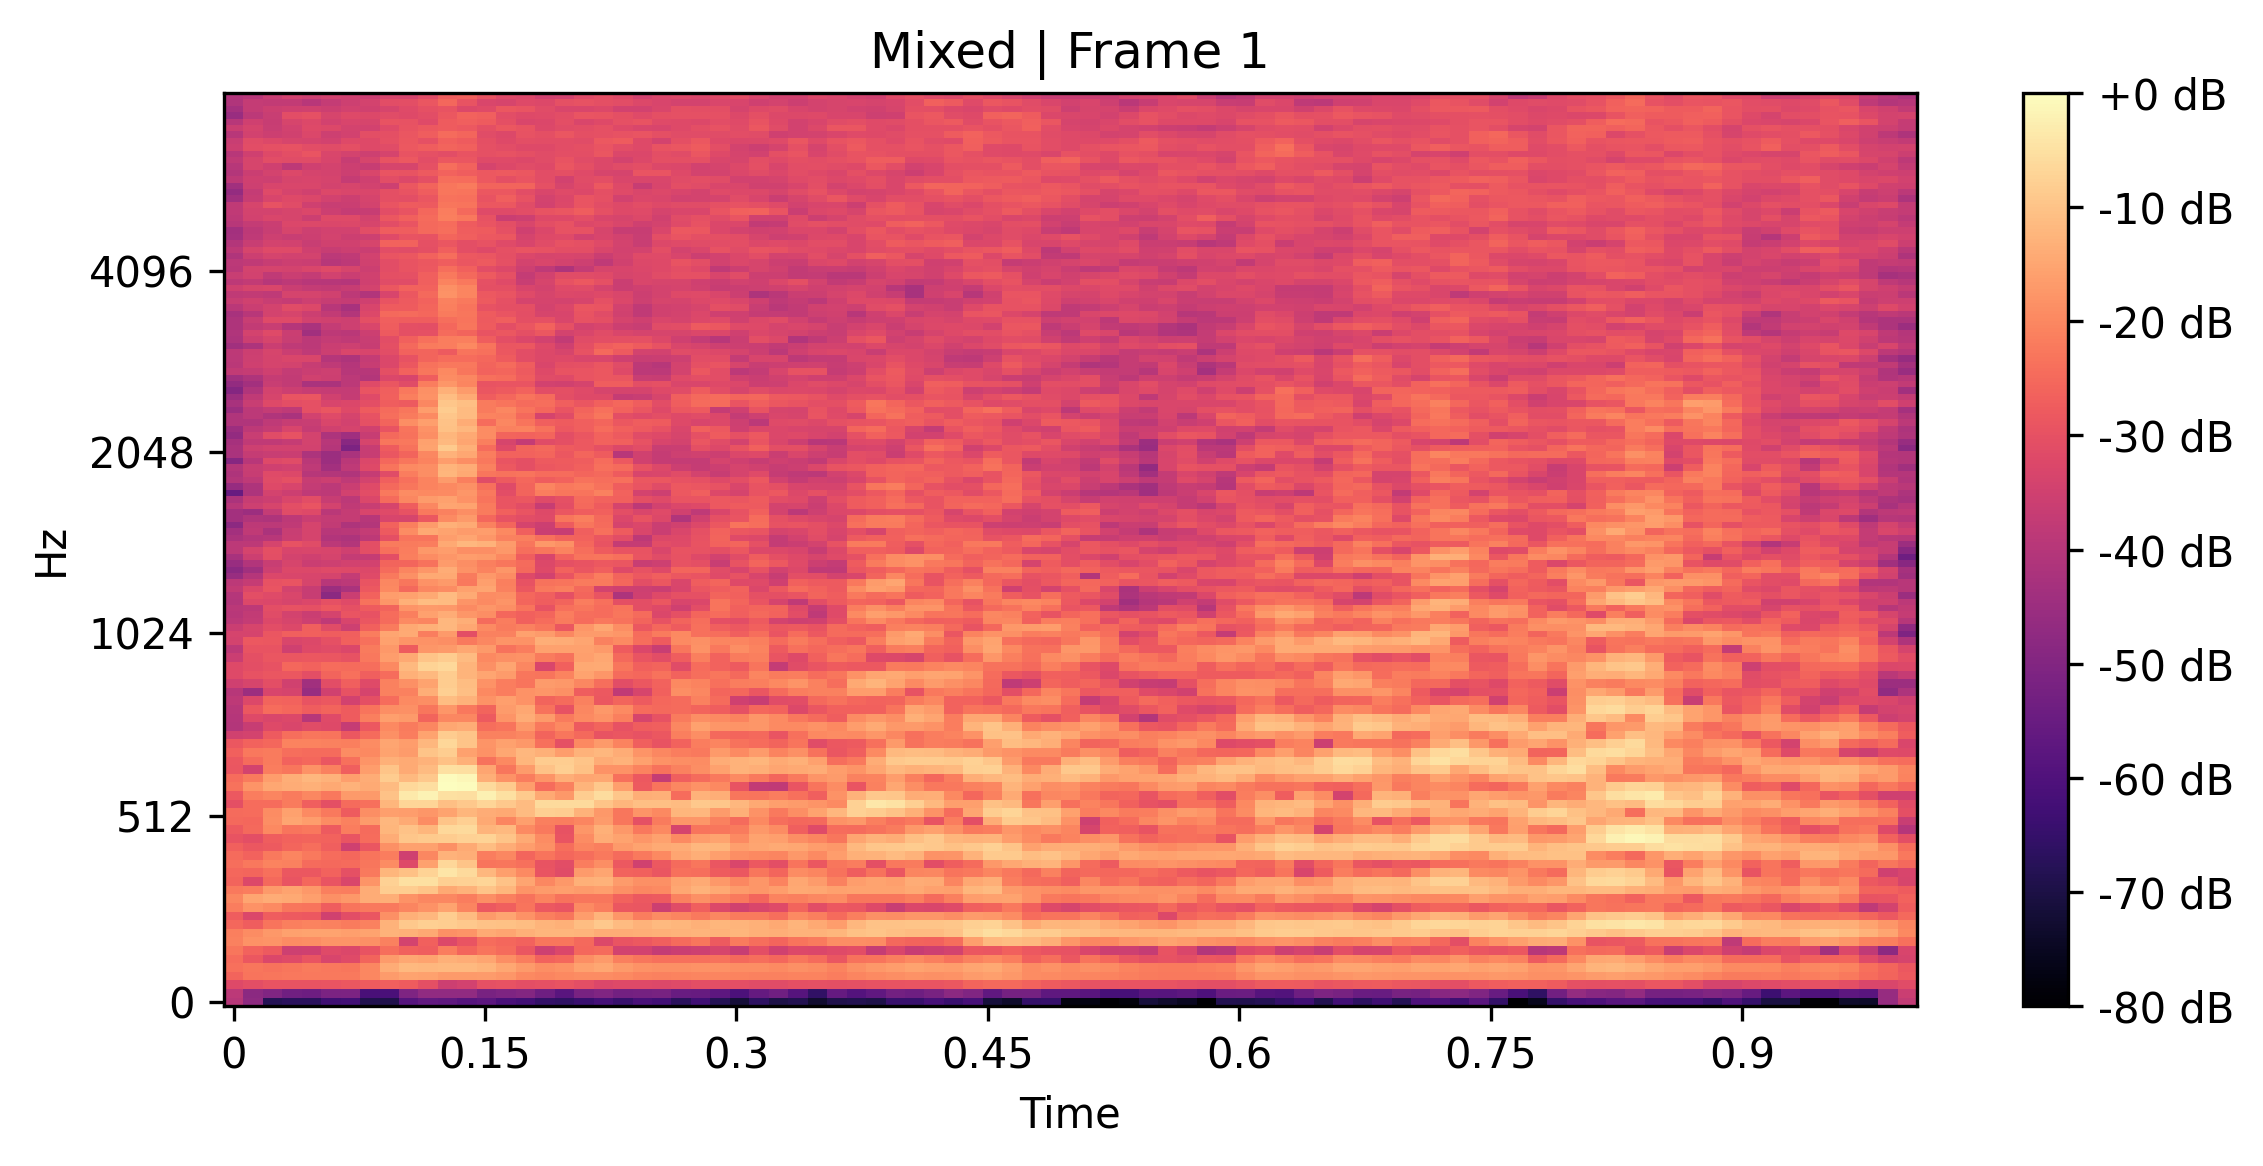 Mixed | Frame 1
+0 dB
-10 dB
-20 dB
-30 dB
-40 dB
-50 dB
-60 dB
-70 dB
-80 dB
Hz
4096
2048
1024
512
0
0
0.15
0.3
0.45
0.6
0.75
0.9
Time